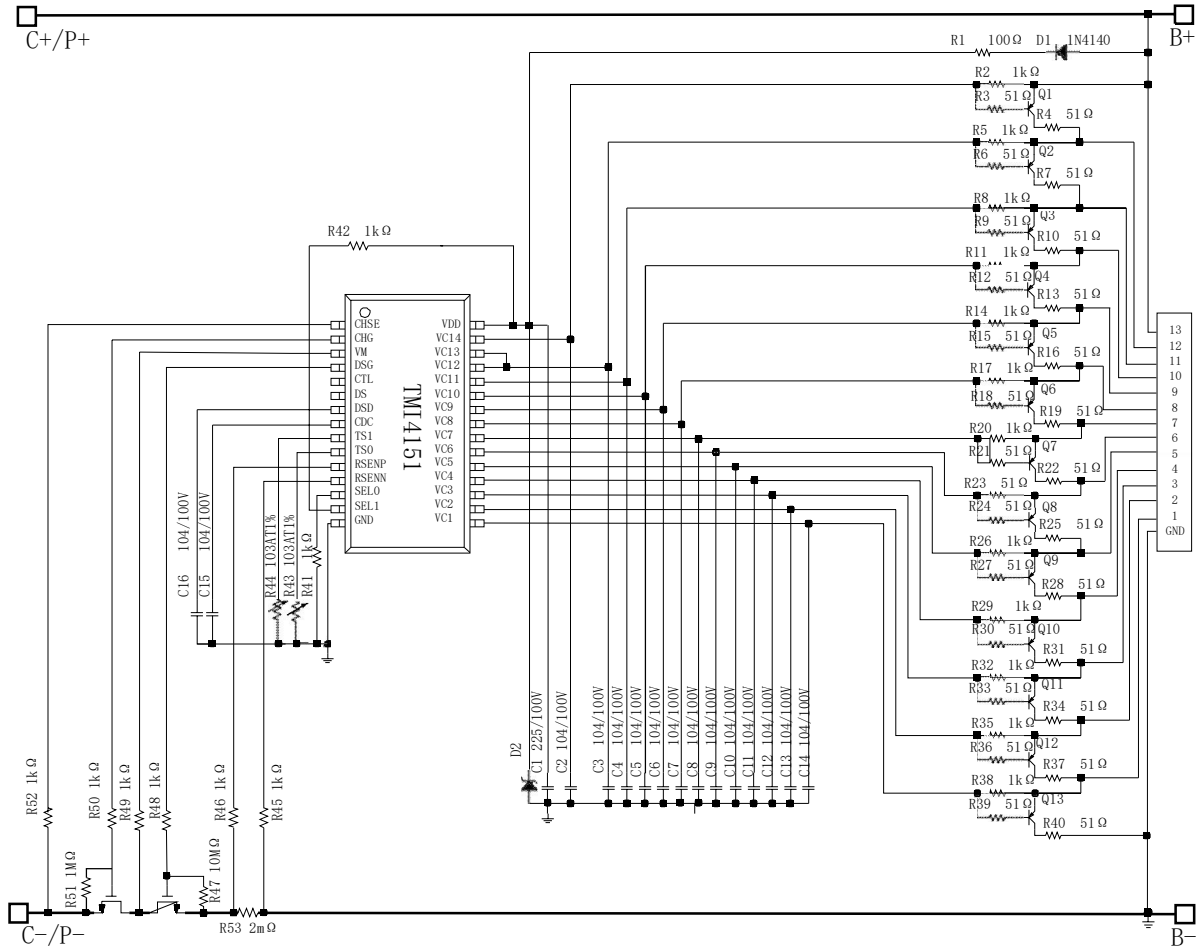 C+/P+
B+
R1 100Ω D1 1N4140
R2 1kΩ
R3 51Ω Q1
R4 51Ω
R5 1kΩ
R6 51Ω Q2
R7 51Ω
R8 1kΩ
R9 51Ω Q3
R10 51Ω
R11 1kΩ
R12 51Ω Q4
R13 51Ω
R14 1kΩ
R15 51Ω Q5
R16 51Ω
R17 1kΩ
R18 51Ω Q6
R19 51Ω
R20 1kΩ
R21 51Ω Q7
R22 51Ω
R23 51Ω
R24 51Ω Q8
R25 51Ω
R26 1kΩ
R27 51Ω Q9
R28 51Ω
R29 1kΩ
R30 51Ω Q10
R31 51Ω
R32 1kΩ
R33 51Ω Q11
R34 51Ω
R35 1kΩ
R36 51Ω Q12
R37 51Ω
R38 1kΩ
R39 51Ω Q13
R40 51Ω
13
12
11
10
9
8
7
6
5
4
3
2
1
GND
R42 1kΩ
TMI4151
CHSE VDD
CHG VC14
VM VC13
DSG VC12
CTL VC11
DS VC10
DSD VC9
CDC VC8
TS1 VC7
TS0 VC6
RSENP VC5
RSENN VC4
SEL0 VC3
SEL1 VC2
GND VC1
C16 104/100V
C15 104/100V
R44 103AT1%
R43 103AT1%
R41 1kΩ
D2
C1 225/100V
C2 104/100V
C3 104/100V
C4 104/100V
C5 104/100V
C6 104/100V
C7 104/100V
C8 104/100V
C9 104/100V
C10 104/100V
C11 104/100V
C12 104/100V
C13 104/100V
C14 104/100V
R52 1kΩ
R50 1kΩ
R49 1kΩ
R48 1kΩ
R46 1kΩ
R45 1kΩ
R51 1MΩ
R47 10MΩ
R53 2mΩ
C-/P-
B-